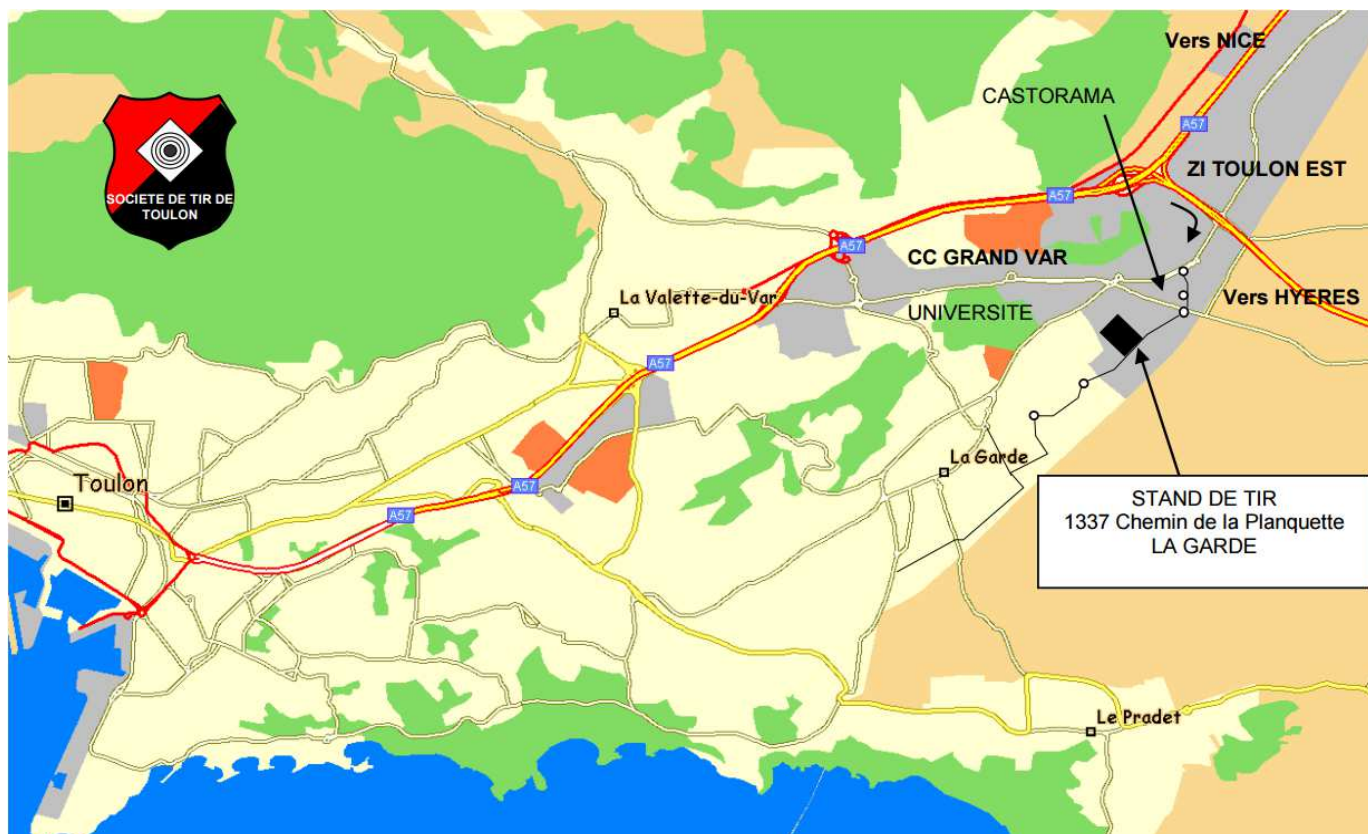 Vers NICE
CASTORAMA
A57
SOCIETE DE TIR DE
TOULON
ZI TOULON EST
A57
A57
CC GRAND VAR
La Valette-du-Var
Vers HYERES
UNIVERSITE
A57
La Garde
Toulon
A57
A57
STAND DE TIR
1337 Chemin de la Planquette
LA GARDE
Le Pradet